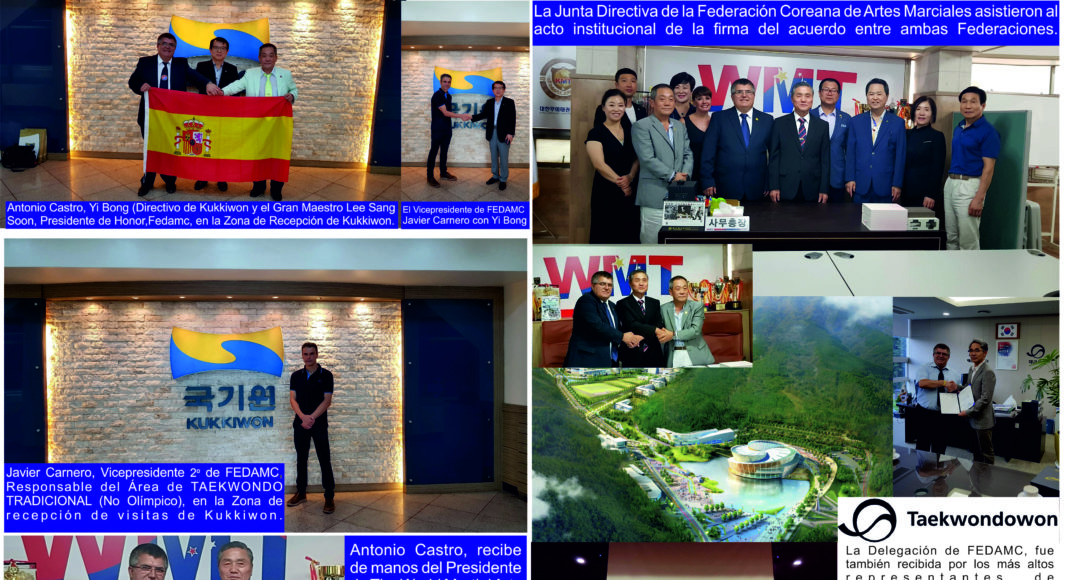 국기원
KUKKIWON
Antonio Castro, Yi Bong (Directivo de Kukkiwon y el Gran Maestro Lee Sang
Soon, Presidente de Honor,Fedamc, en la Zona de Recepción de Kukkiwon.
El Vicepresidente de FEDAMC
Javier Carnero con Yi Bong
국기원
KUKKIWON
Javier Carnero, Vicepresidente 2º de FEDAMC.
Responsable del Área de TAEKWONDO
TRADICIONAL (No Olímpico), en la Zona de
recepción de visitas de Kukkiwon.
Antonio Castro, recibe
de manos del Presidente
La Junta Directiva de la Federación Coreana de Artes Marciales asistieron al
acto institucional de la firma del acuerdo entre ambas Federaciones.
WMT
사무총장
WMT
Taekwondowon
La Delegación de FEDAMC, fue
también recibida por los más altos
representantes de